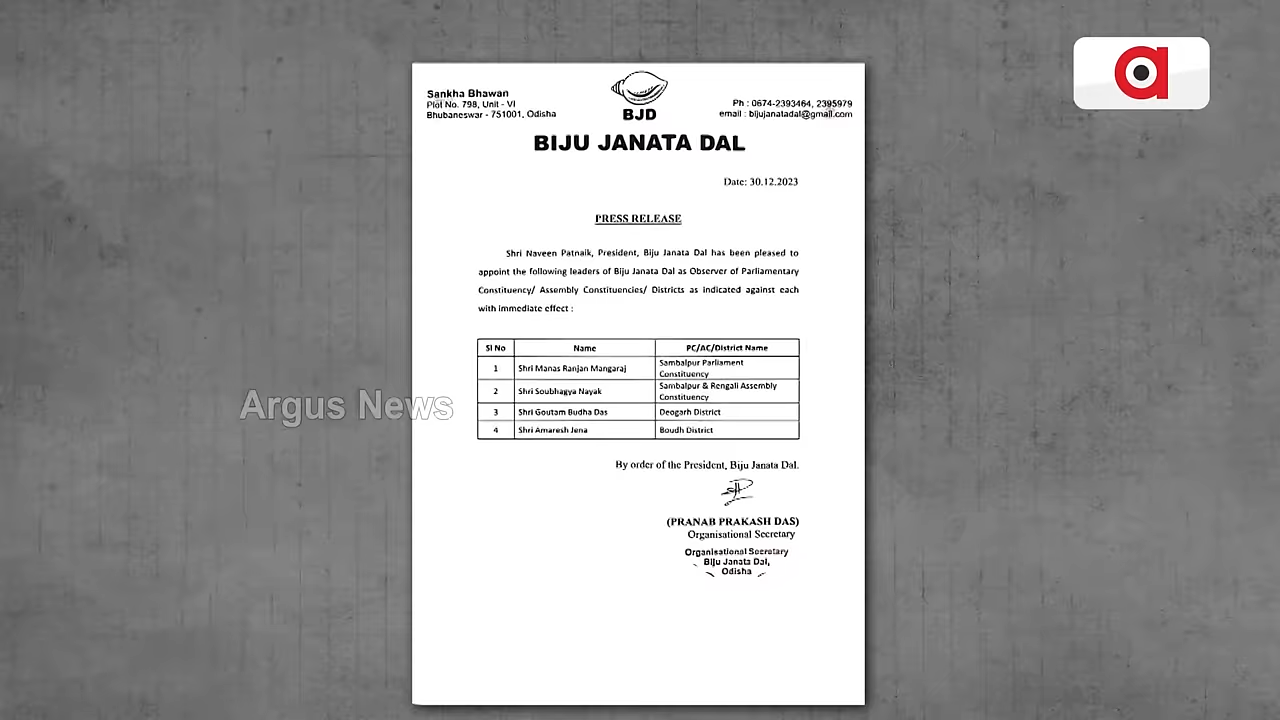 Sankha Bhawan
Plot No. 798, Unit - VI
Bhubaneswar - 751001, Odisha
BJD
Ph : 0674-2393464, 2395979
email : bijujanatadal@gmail.com
BIJU JANATA DAL
Date: 30.12.2023
PRESS RELEASE
Shri Naveen Patnaik, President, Biju Janata Dal has been pleased to
appoint the following leaders of Biju Janata Dal as Observer of Parliamentary
Constituency/ Assembly Constituencies/ Districts as indicated against each
with immediate effect :
Sl No Name PC/AC/District Name
1 Shri Manas Ranjan Mangaraj Sambalpur Parliament
Constituency
2 Shri Soubhagya Nayak Sambalpur & Rengali Assembly
Constituency
3 Shri Goutam Budha Das Deogarh District
4 Shri Amaresh Jena Boudh District
By order of the President, Biju Janata Dal.
(PRANAB PRAKASH DAS)
Organisational Secretary
Organisational Secretary
Biju Janata Dal,
Odisha
Argus News
a